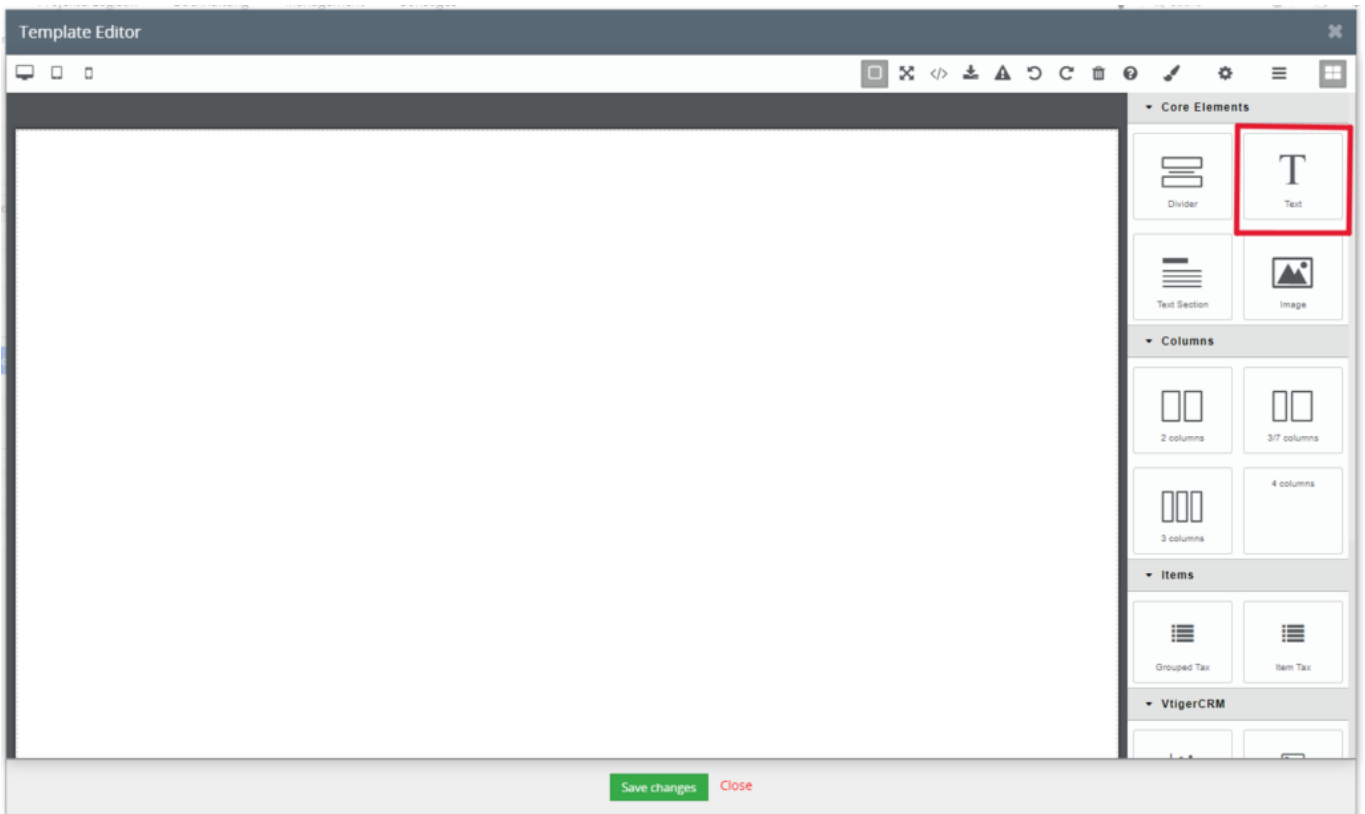 Template Editor
Core Elements
Divider
Text
Text Section
Image
Columns
2 columns
3/7 columns
3 columns
4 columns
Items
Grouped Tax
Item Tax
VtigerCRM
Save changes
Close